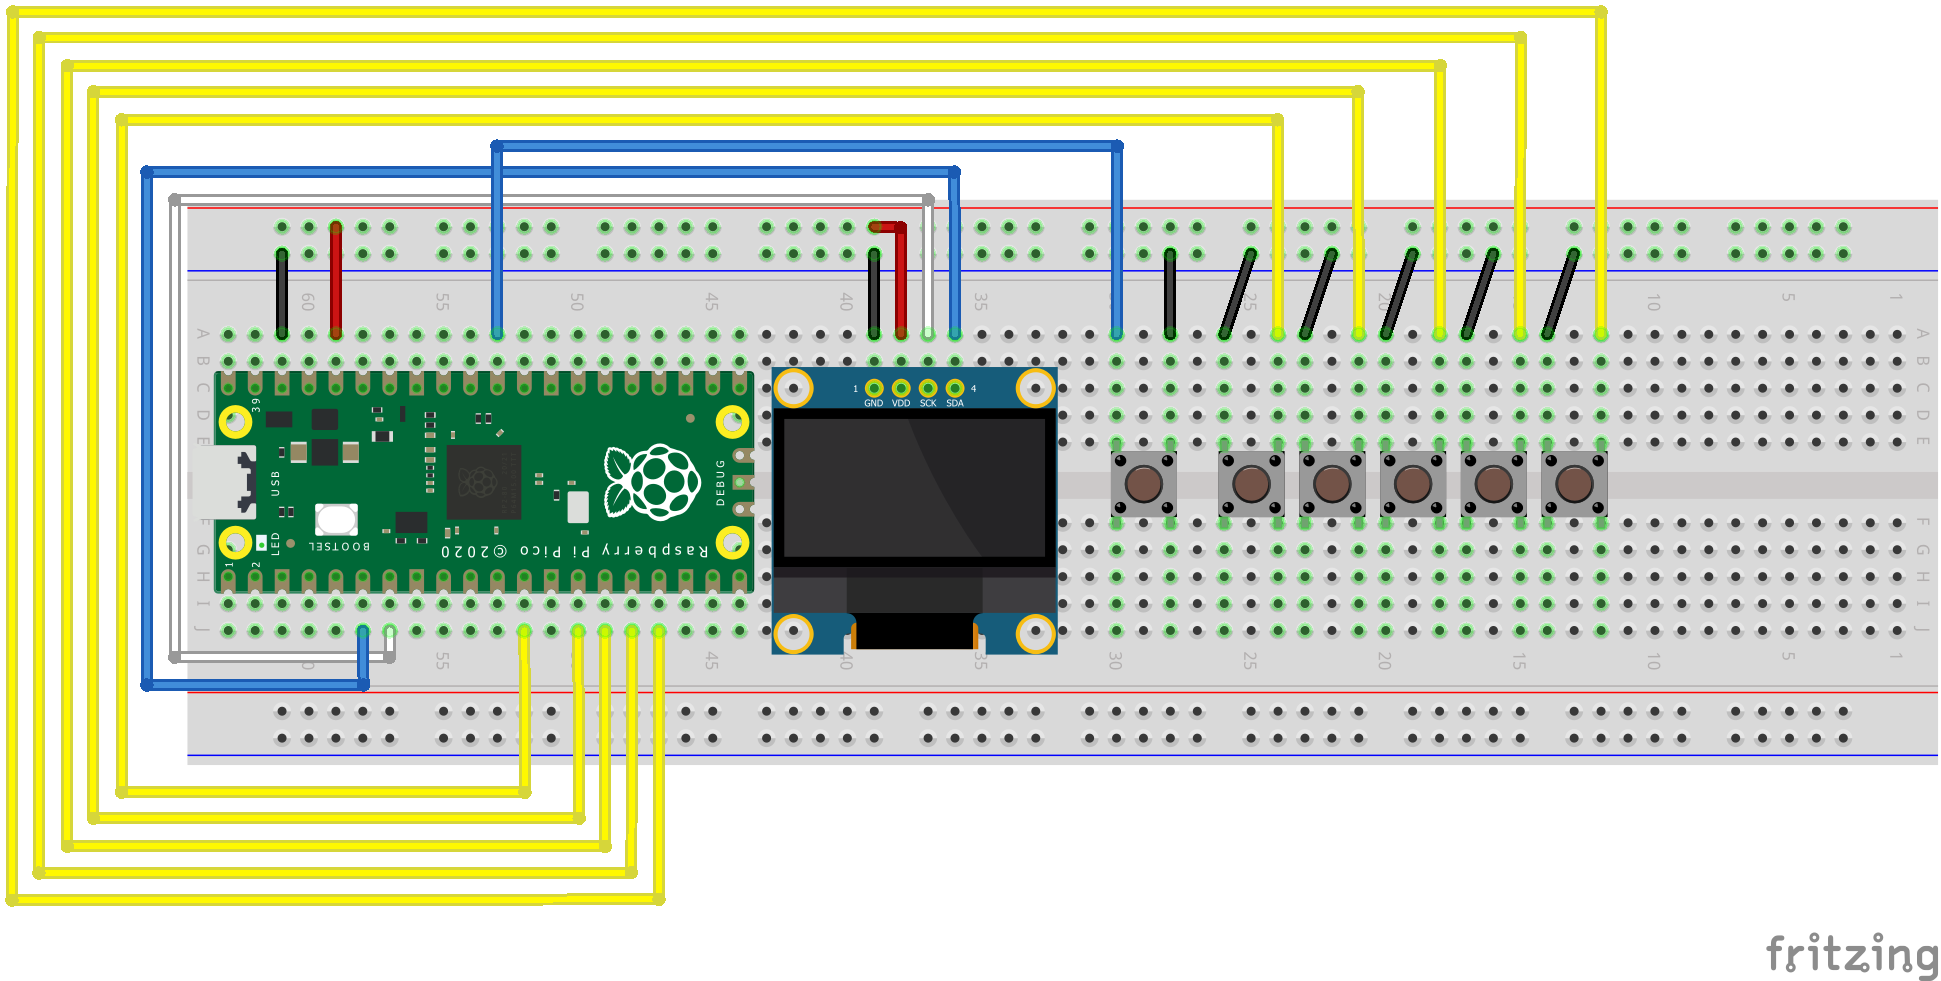 60 55 50 45 40 35 25 20 15 10 5 1
A A
B B
C C
D D
E E
39
1 GND VDD SCK SDA 4
USB
DEBUG
F F
LED
BOOTSEL
Raspberry Pi Pico ©2020
G G
1 2
H H
I I
J J
55 45 40 35 30 25 20 15 10 5 1
fritzing